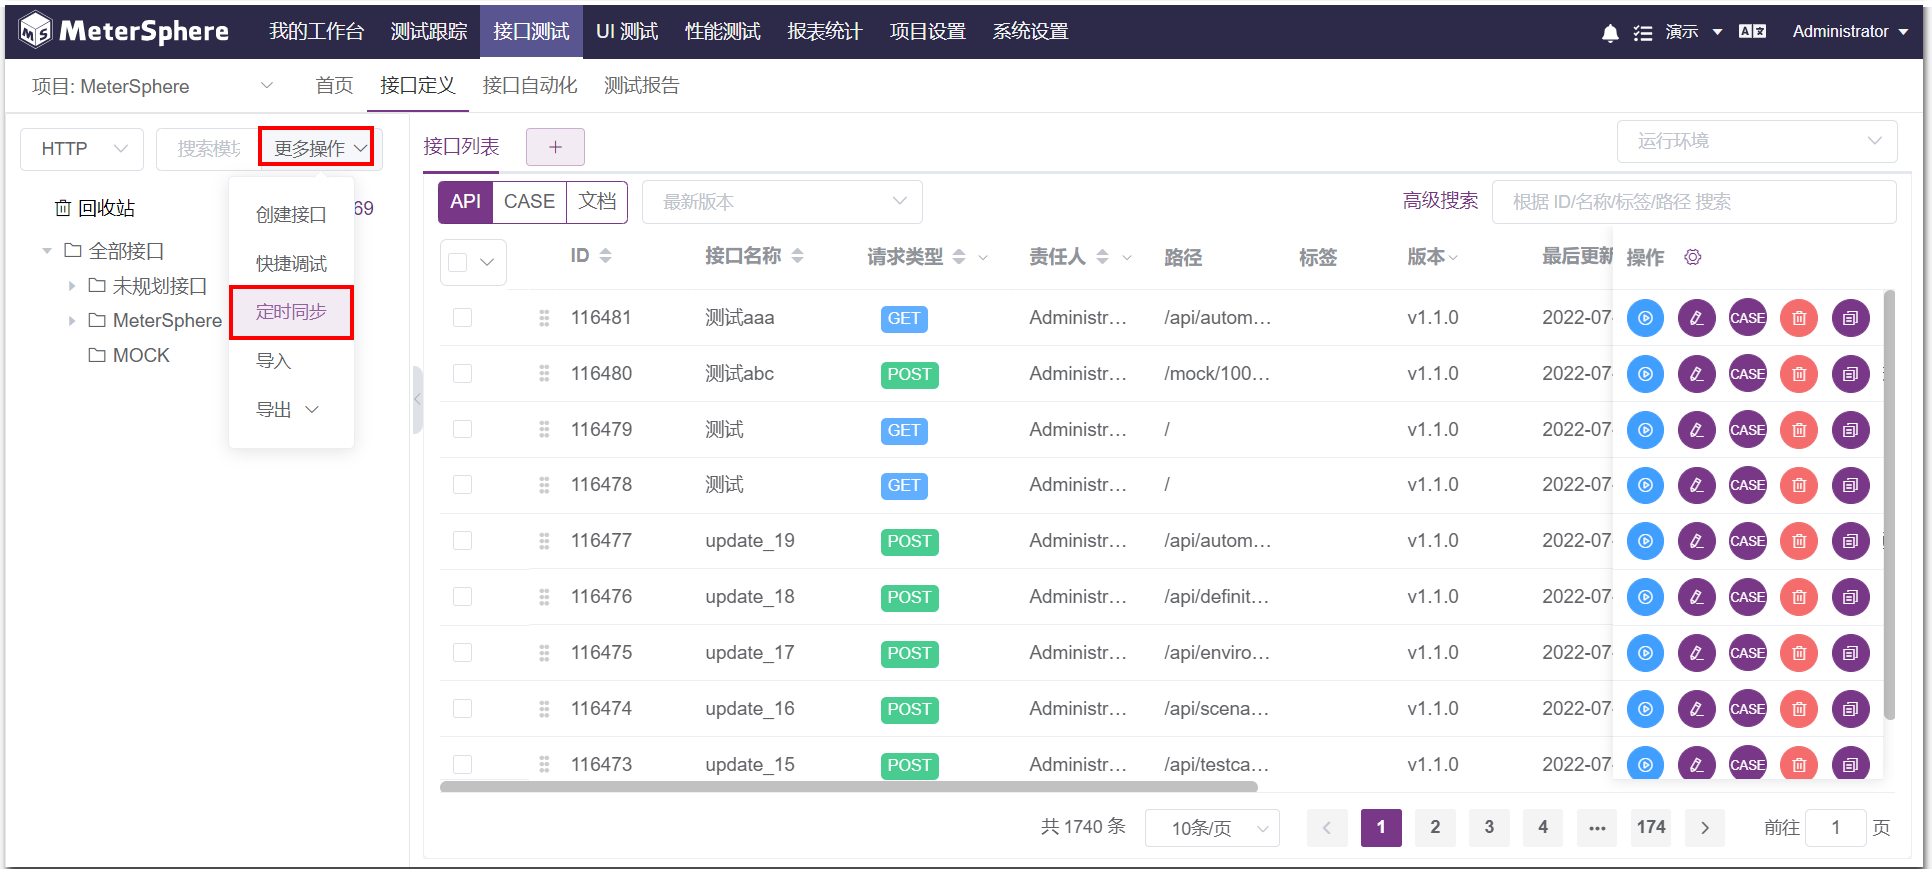 MeterSphere 我的工作台 测试跟踪 接口测试 UI 测试 性能测试 报表统计 项目设置 系统设置 演示 Administrator
项目: MeterSphere 首页 接口定义 接口自动化 测试报告
HTTP 搜索模块 更多操作
接口列表 + 运行环境
回收站 69
全部接口
未规划接口
MeterSphere
MOCK
创建接口
快捷调试
定时同步
导入
导出
API CASE 文档 最新版本 高级搜索 根据 ID/名称/标签/路径 搜索
ID 接口名称 请求类型 责任人 路径 标签 版本 最后更新 操作
116481 测试aaa GET Administr... /api/autom... v1.1.0 2022-07- CASE
116480 测试abc POST Administr... /mock/100... v1.1.0 2022-07- CASE
116479 测试 GET Administr... / v1.1.0 2022-07- CASE
116478 测试 GET Administr... / v1.1.0 2022-07- CASE
116477 update_19 POST Administr... /api/autom... v1.1.0 2022-07- CASE
116476 update_18 POST Administr... /api/definit... v1.1.0 2022-07- CASE
116475 update_17 POST Administr... /api/enviro... v1.1.0 2022-07- CASE
116474 update_16 POST Administr... /api/scena... v1.1.0 2022-07- CASE
116473 update_15 POST Administr... /api/testca... v1.1.0 2022-07- CASE
共 1740 条 10条/页 1 2 3 4 ... 174 前往 1 页